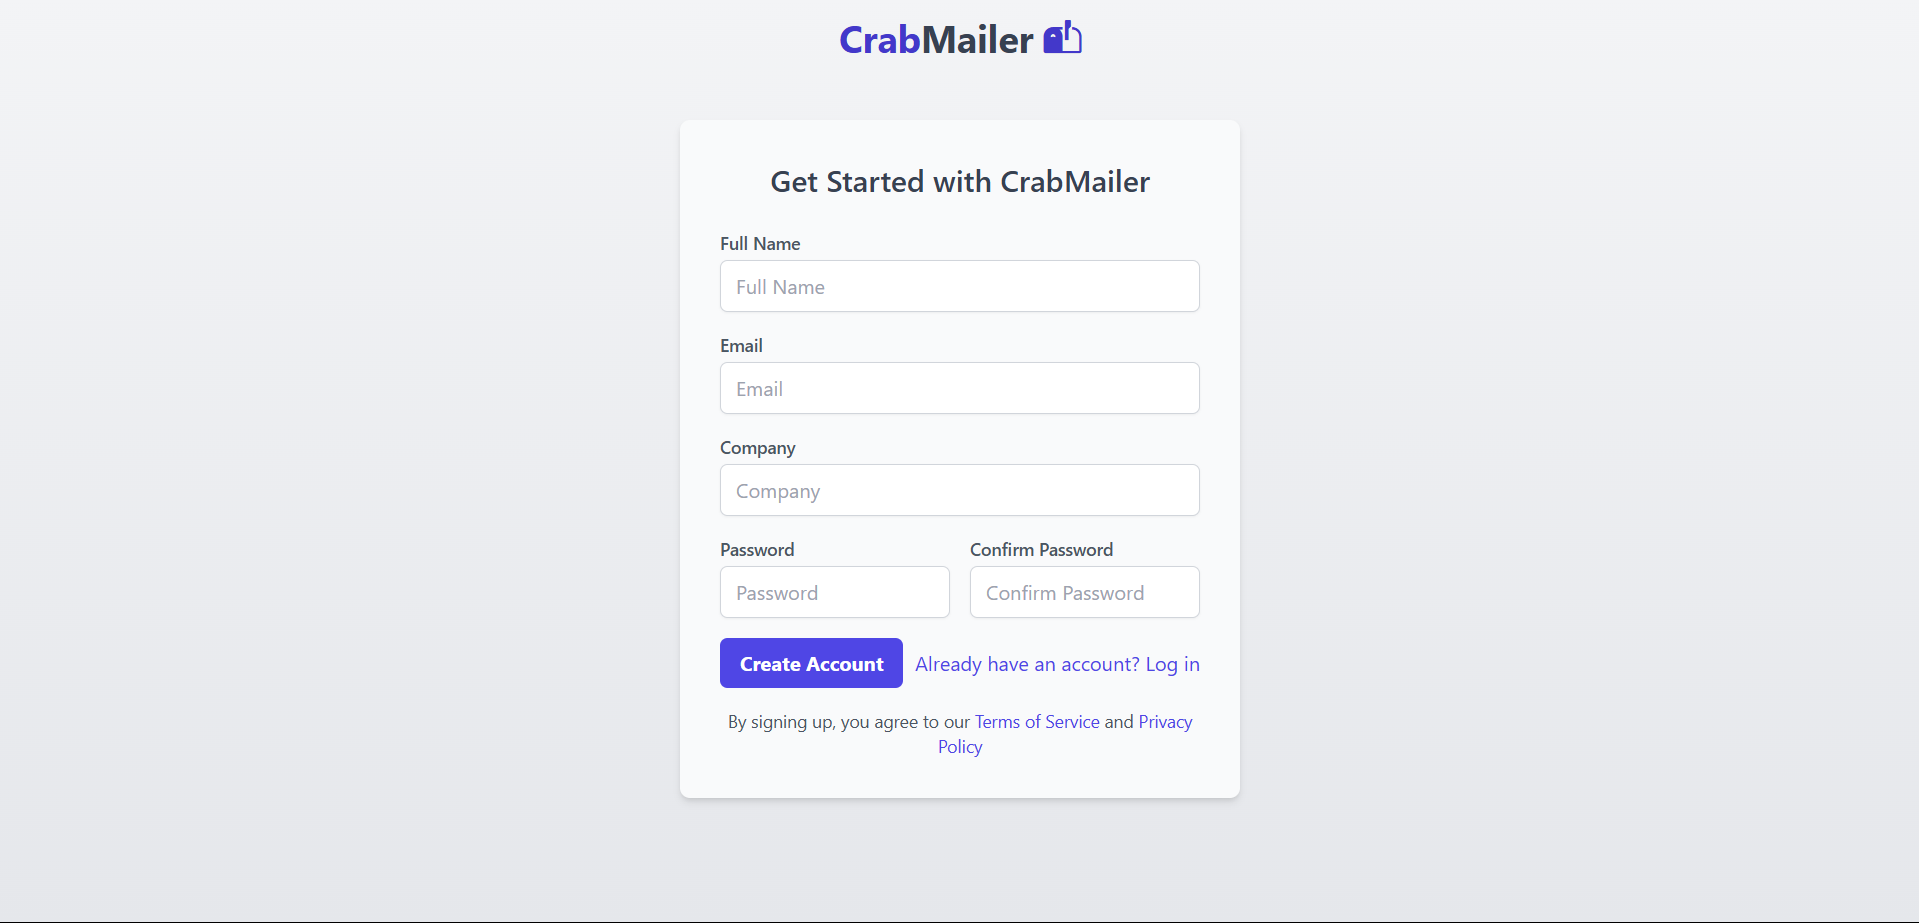 CrabMailer
Get Started with CrabMailer
Full Name
Full Name
Email
Email
Company
Company
Password
Confirm Password
Password
Confirm Password
Create Account
Already have an account? Log in
By signing up, you agree to our Terms of Service and Privacy
Policy